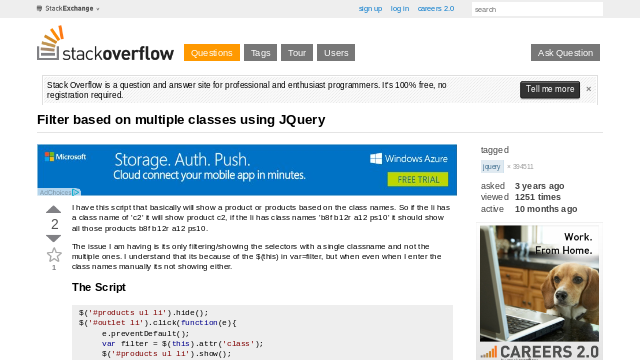 StackExchange
sign up log in careers 2.0 search
stackoverflow
Questions Tags Tour Users Ask Question
Stack Overflow is a question and answer site for professional and enthusiast programmers. It's 100% free, no
registration required.
Tell me more ×
Filter based on multiple classes using JQuery
Microsoft
Storage. Auth. Push.
Cloud connect your mobile app in minutes.
Windows Azure
FREE TRIAL
AdChoices
tagged
jquery × 394511
asked 3 years ago
viewed 1251 times
active 10 months ago
2
1
I have this script that basically will show a product or products based on the class names. So if the li has
a class name of 'c2' it will show product c2, if the li has class names 'b8f b12r a12 ps10' it should show
all those products b8f b12r a12 ps10.
The issue I am having is its only filtering/showing the selectors with a single classname and not the
multiple ones. I understand that its because of the $(this) in var=filter, but when even when I enter the
class names manually its not showing either.
The Script
$('#products ul li').hide();
$('#outlet li').click(function(e){
e.preventDefault();
var filter = $(this).attr('class');
$('#products ul li').show();
Work.
From Home.
CAREERS 2.0